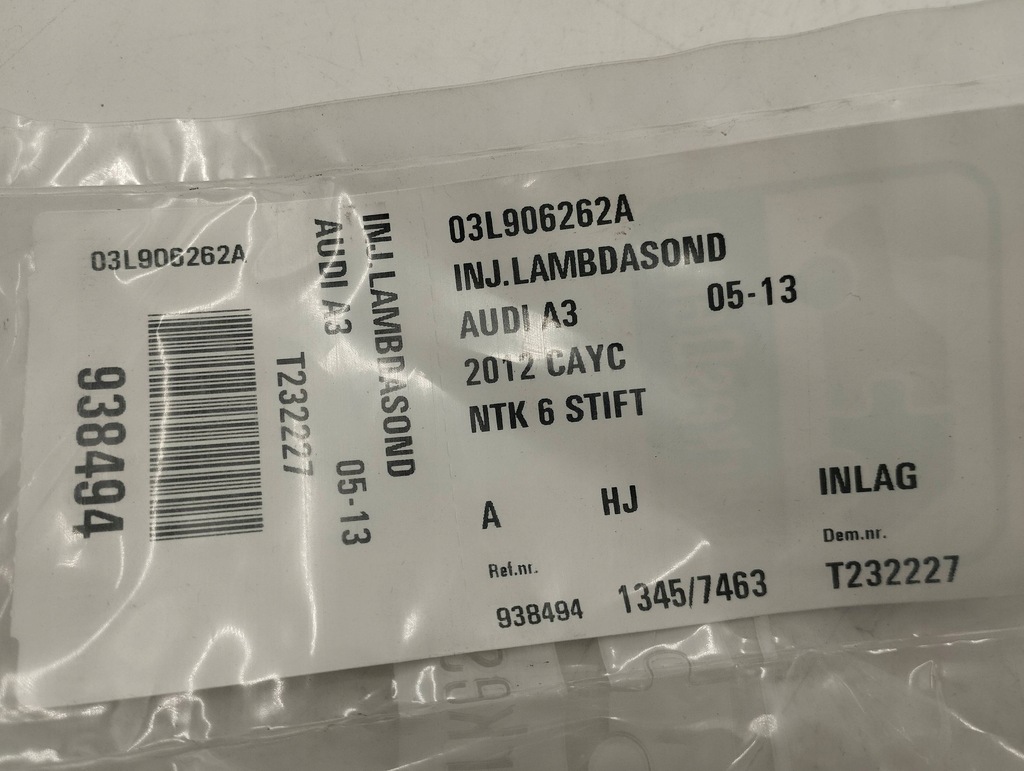 03L906262A
938494
T232227
AUDI A3 05-13
INJ.LAMBDASOND
03L906262A
INJ.LAMBDASOND
AUDI A3 05-13
2012 CAYC
NTK 6 STIFT
A HJ INLAG
Ref.nr. Dem.nr.
938494 1345/7463 T232227